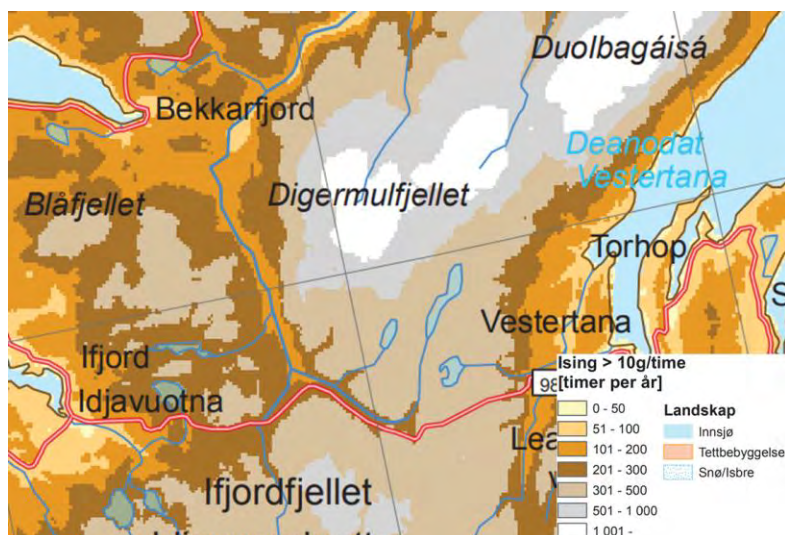 Duolbagáisá
Bekkarfjord
Deanodat
Vestertana
Digermulfjellet
Blåfjellet
Torhop
Vestertana
Ifjord
Idjavuotna
98
Ifjordfjellet
Ising > 10g/time
[timer per år]
0 - 50
51 - 100
101 - 200
201 - 300
301 - 500
501 - 1 000
1 001 -
Landskap
Innsjø
Tettbebyggelse
Snø/Isbre